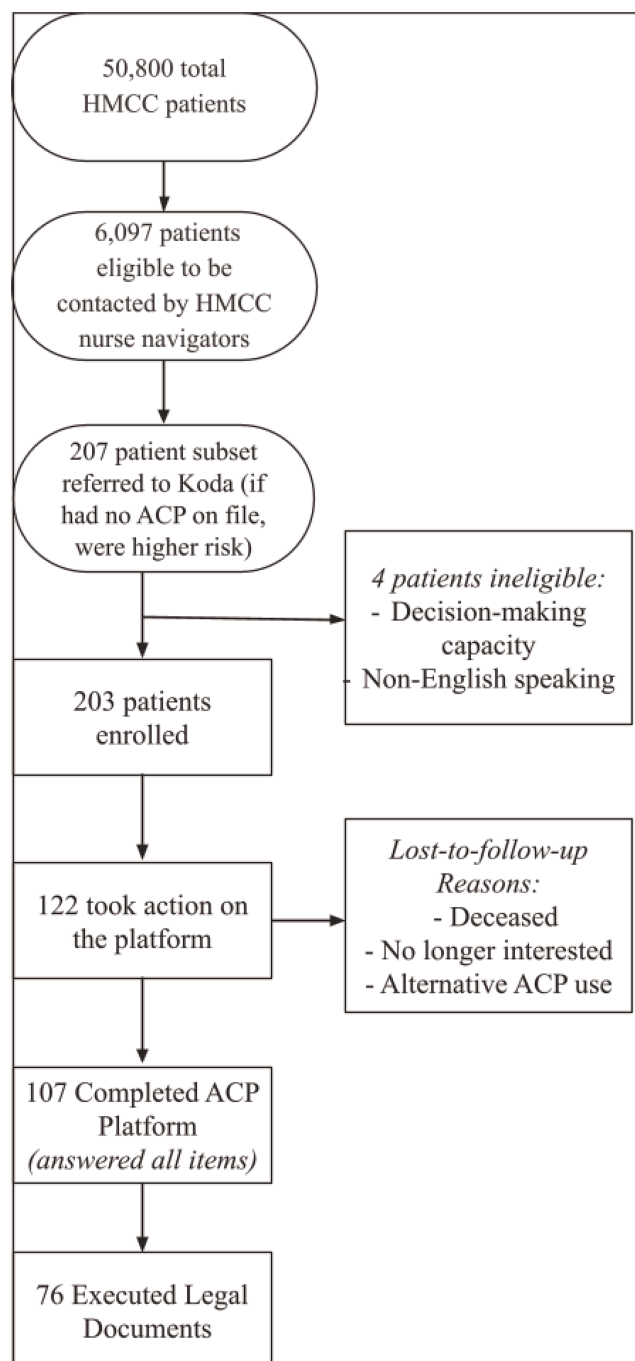 50,800 total
HMCC patients
6,097 patients
eligible to be
contacted by HMCC
nurse navigators
207 patient subset
referred to Koda (if
had no ACP on file,
were higher risk)
4 patients ineligible:
- Decision-making
capacity
- Non-English speaking
203 patients
enrolled
122 took action on
the platform
Lost-to-follow-up
Reasons:
- Deceased
- No longer interested
- Alternative ACP use
107 Completed ACP
Platform
(answered all items)
76 Executed Legal
Documents